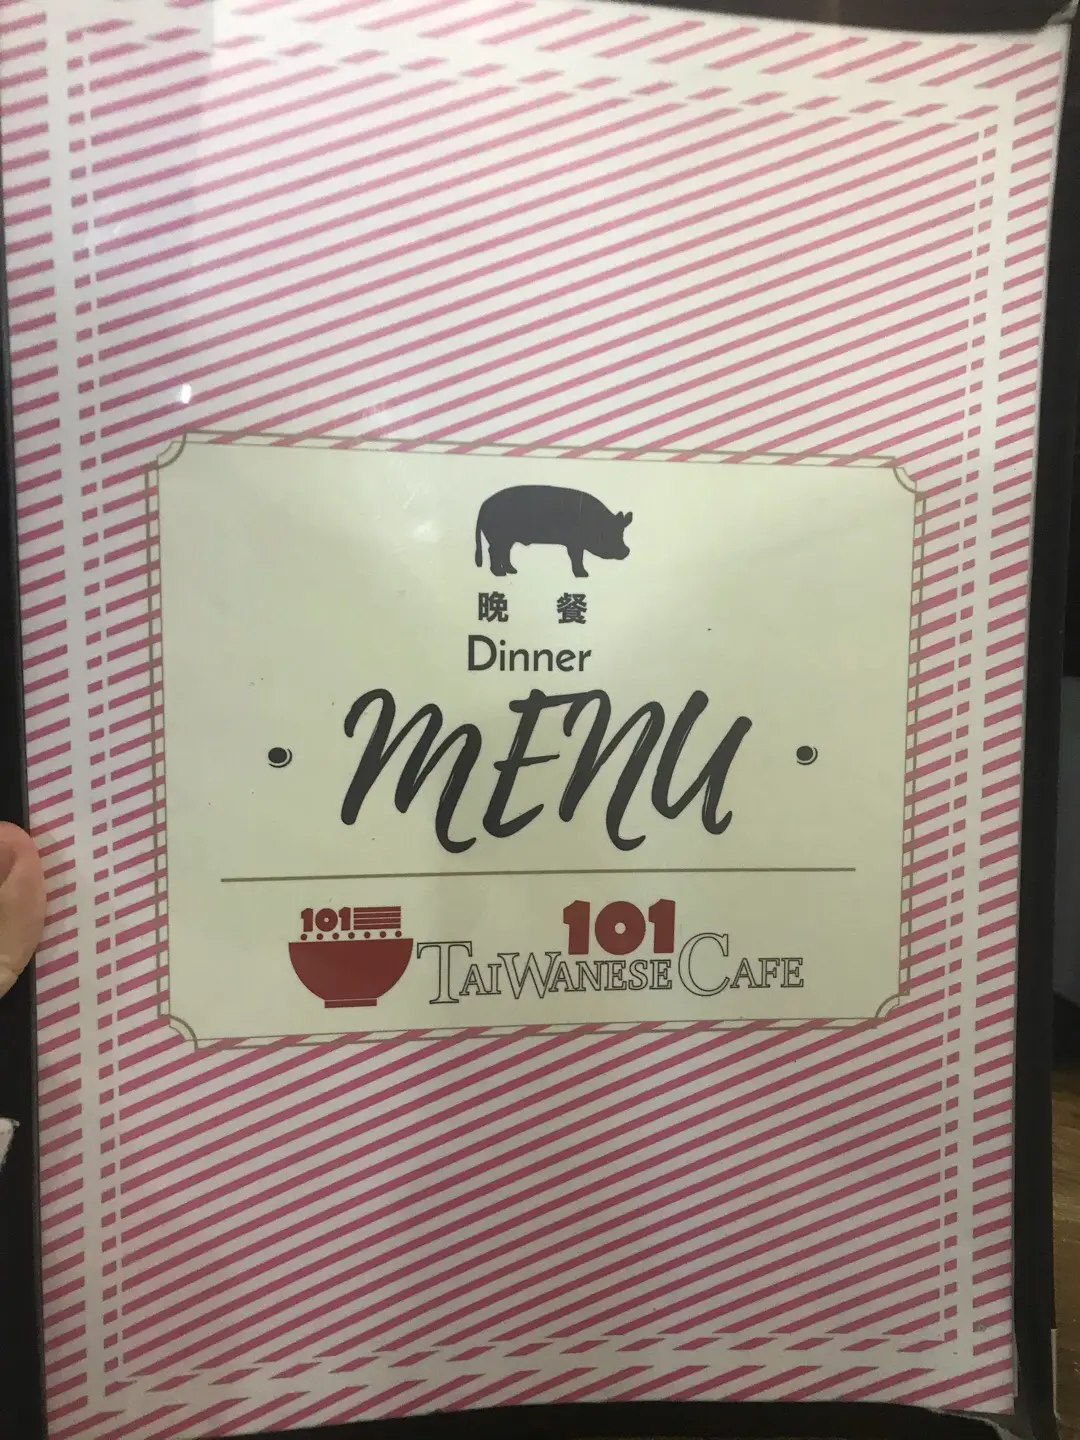 晚餐
Dinner
MENU
101
101
TAIWANESE CAFE